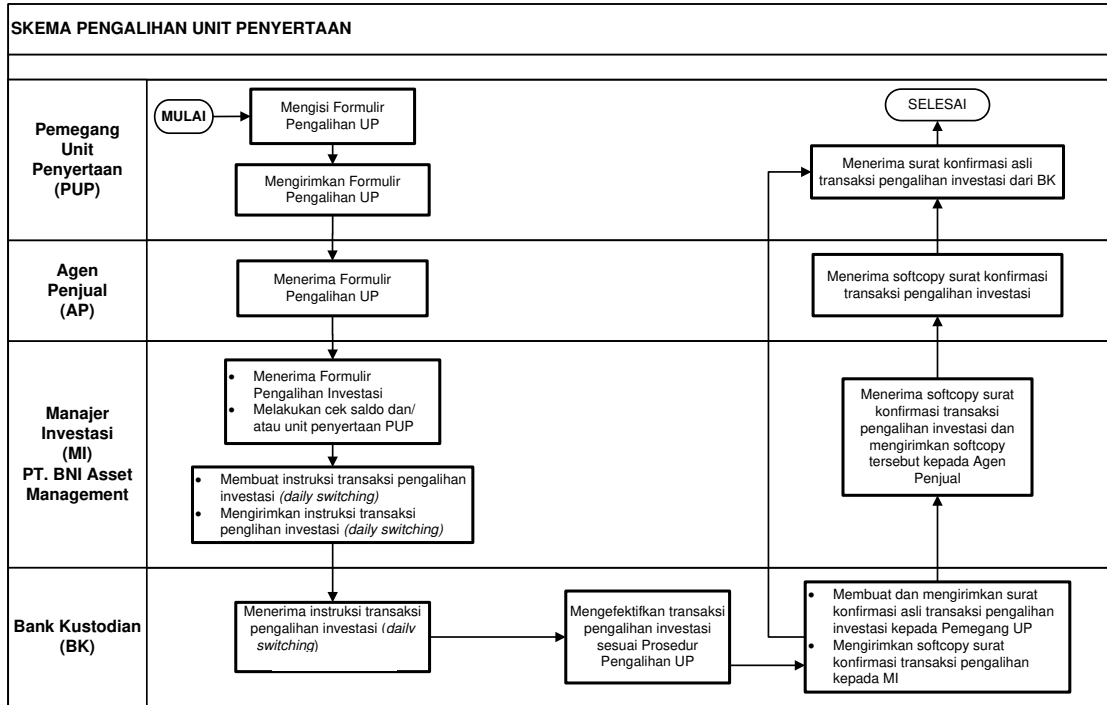 SKEMA PENGALIHAN UNIT PENYERTAAN
Pemegang
Unit
Penyertaan
(PUP)
MULAI
Mengisi Formulir
Pengalihan UP
Mengirimkan Formulir
Pengalihan UP
SELESAI
Menerima surat konfirmasi asli
transaksi pengalihan investasi dari BK
Agen
Penjual
(AP)
Menerima Formulir
Pengalihan UP
Menerima softcopy surat konfirmasi
transaksi pengalihan investasi
Manajer
Investasi
(MI)
PT. BNI Asset
Management
• Menerima Formulir
Pengalihan Investasi
• Melakukan cek saldo dan/
atau unit penyertaan PUP
• Membuat instruksi transaksi pengalihan
investasi (daily switching)
• Mengirimkan instruksi transaksi
penglihan investasi (daily switching)
Menerima softcopy surat
konfirmasi transaksi
pengalihan investasi dan
mengirimkan softcopy
tersebut kepada Agen
Penjual
Bank Kustodian
(BK)
Menerima instruksi transaksi
pengalihan investasi (daily
switching)
Mengefektifkan transaksi
pengalihan investasi
sesuai Prosedur
Pengalihan UP
• Membuat dan mengirimkan surat
konfirmasi asli transaksi pengalihan
investasi kepada Pemegang UP
• Mengirimkan softcopy surat
konfirmasi transaksi pengalihan
kepada MI